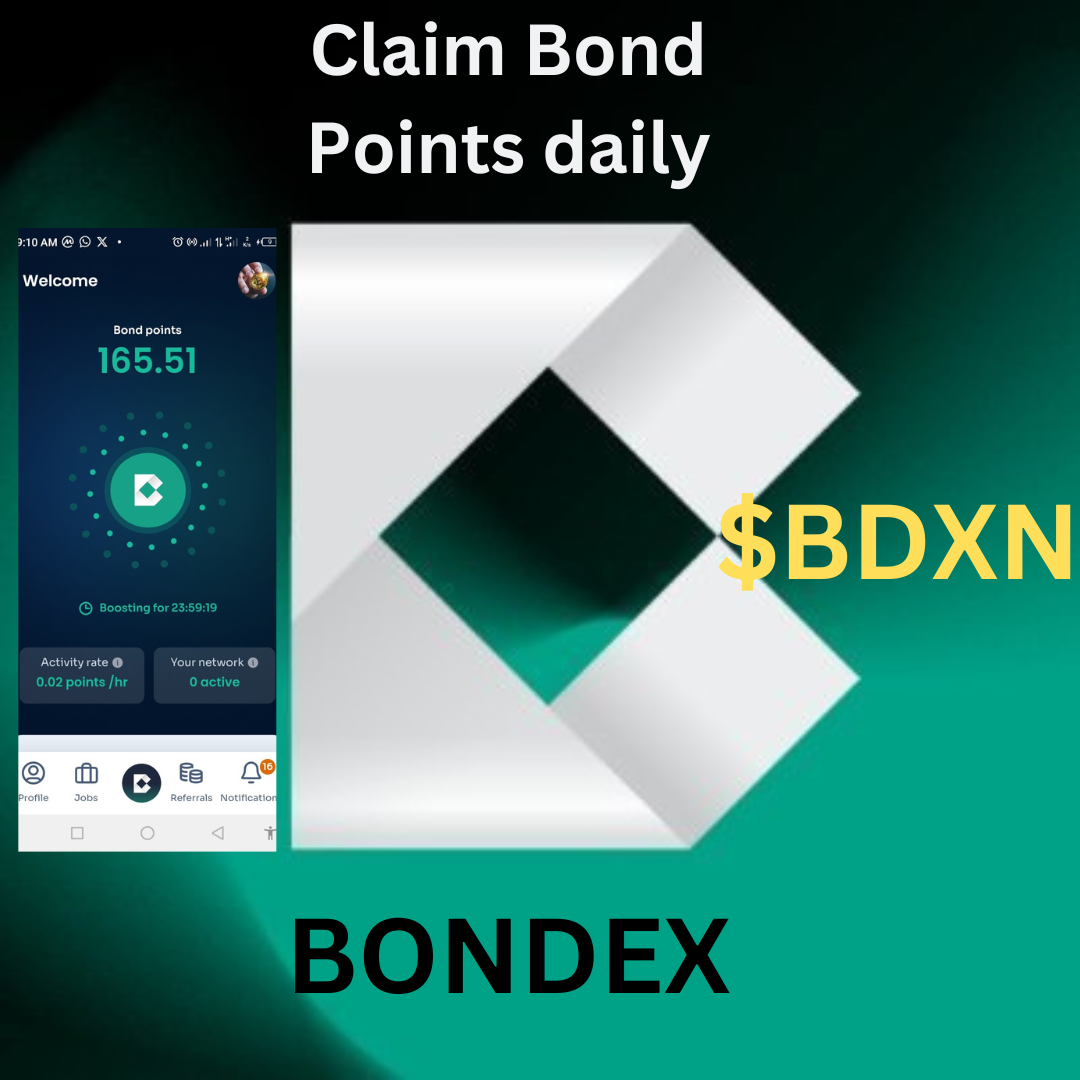 Claim Bond
Points daily
9:10 AM
Welcome
Bond points
165.51
Boosting for 23:59:19
Activity rate
0.02 points /hr
Your network
0 active
Profile
Jobs
Referrals
Notification
16
$BDXN
BONDEX